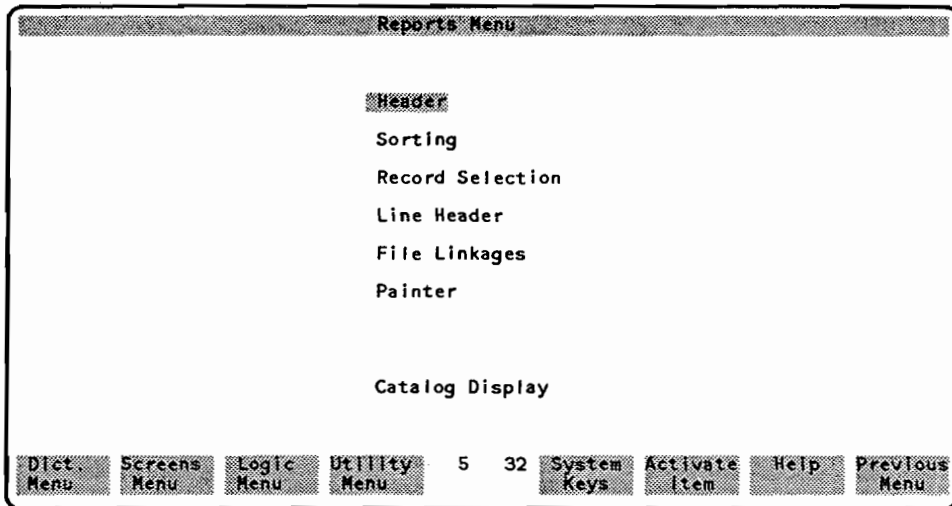 Reports Menu
Header
Sorting
Record Selection
Line Header
File Linkages
Painter
Catalog Display
Dict. Screens Logic Utility 5 32 System Activate Help Previous
Menu Menu Menu Menu Keys Item Menu